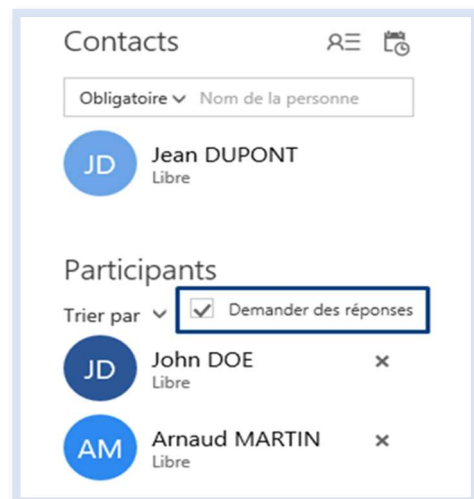 Contacts
Obligatoire Nom de la personne
JD
Jean DUPONT
Libre
Participants
Trier par Demander des réponses
JD
John DOE
Libre
AM
Arnaud MARTIN
Libre